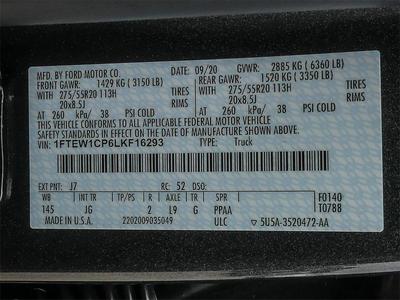 MFD. BY FORD MOTOR CO.
DATE: 09/20 GVWR: 2885 KG ( 6360 LB)
FRONT GAWR: 1429 KG ( 3150 LB) REAR GAWR: 1520 KG ( 3350 LB)
WITH 275/55R20 113H TIRES WITH 275/55R20 113H TIRES
20x8.5J RIMS 20x8.5J RIMS
AT 260 kPa/ 38 PSI COLD AT 260 kPa/ 38 PSI COLD
THIS VEHICLE CONFORMS TO ALL APPLICABLE FEDERAL MOTOR VEHICLE
SAFETY STANDARDS IN EFFECT ON THE DATE OF MANUFACTURE SHOWN ABOVE.
VIN: 1FTEW1CP6LKF16293 TYPE: Truck
EXT PNT: J7 RC: 52 DSO: F0140
WB INT TR TP/PS R AXLE TR SPR T0788
145 JG 2 L9 G PPAA
MADE IN U.S.A. 2202009035049 ULC 5U5A-3520472-AA